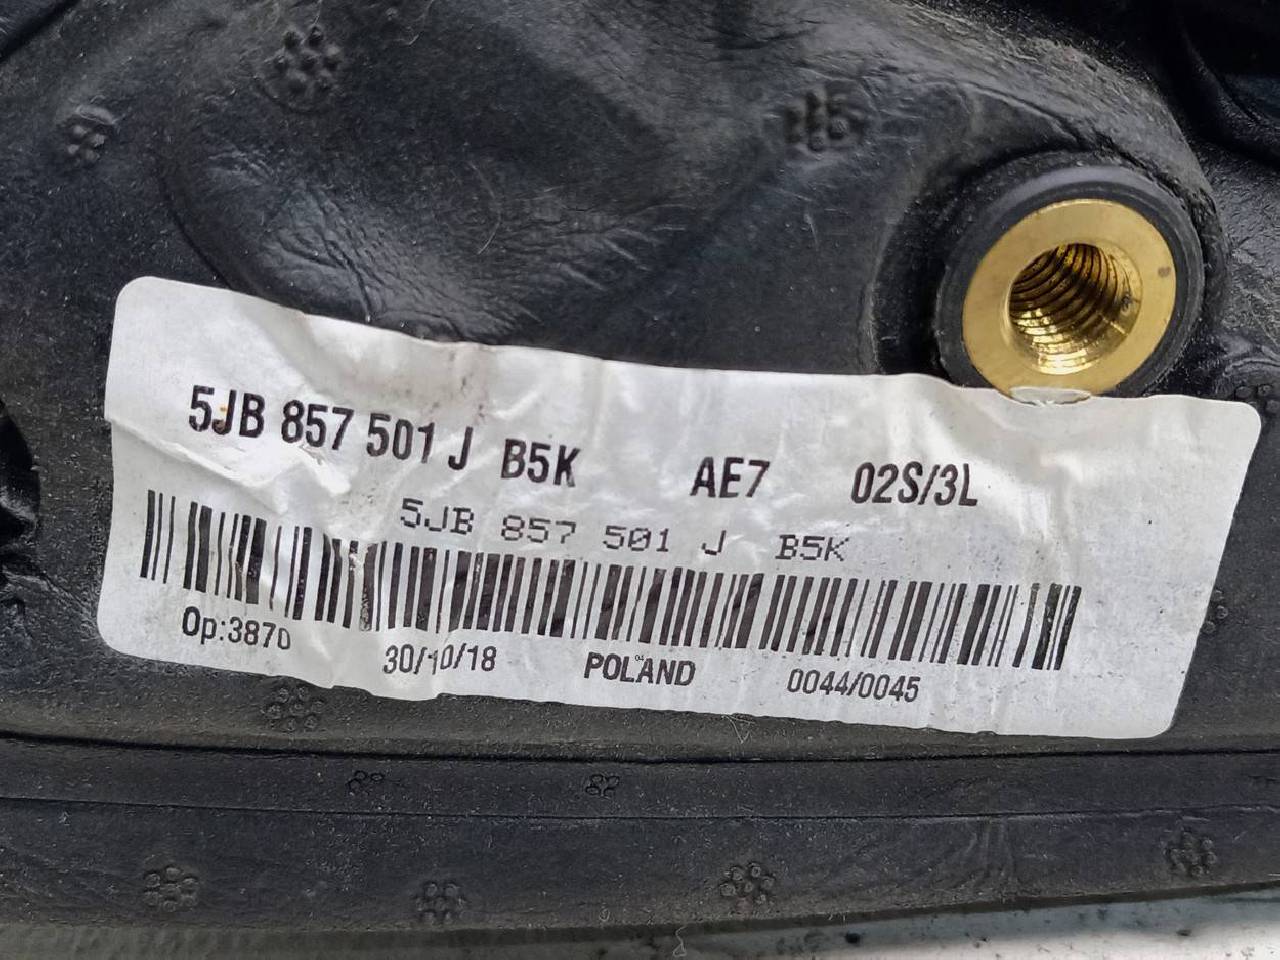 5JB 857 501 J B5K AE7 02S/3L
5JB 857 501 J B5K
Op:3870
30/10/18
POLAND
0044/0045